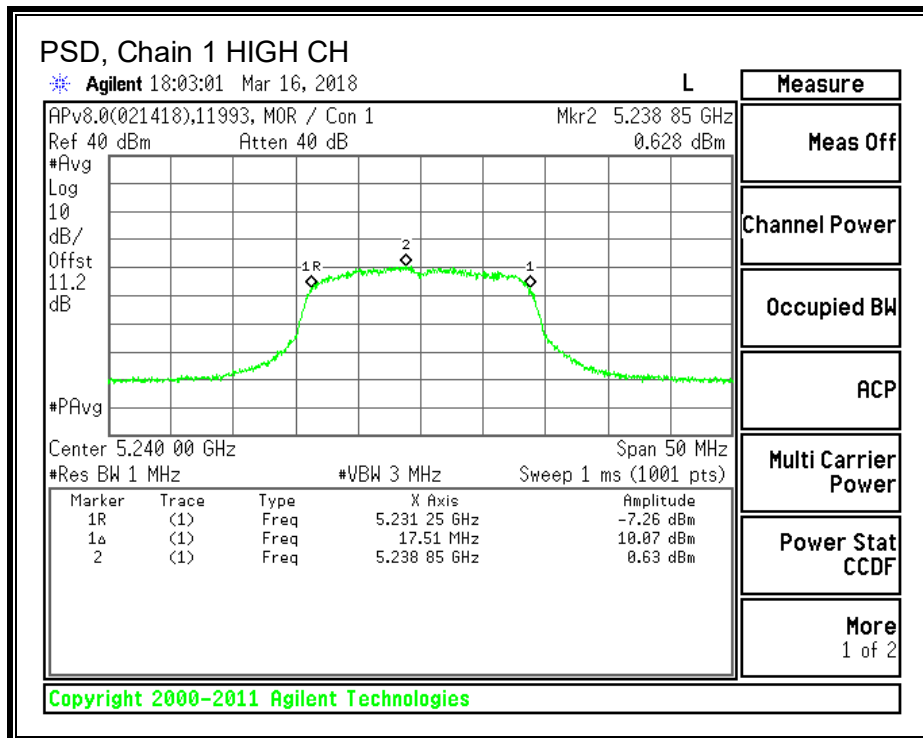 PSD, Chain 1 HIGH CH
Agilent 18:03:01 Mar 16, 2018 L
APv8.0(021418),11993, MOR / Con 1 Mkr2 5.238 85 GHz
Ref 40 dBm Atten 40 dB 0.628 dBm
#Avg
Log
10
dB/
Offst
11.2
dB
2
1R
1
#PAvg
Center 5.240 00 GHz Span 50 MHz
#Res BW 1 MHz #VBW 3 MHz Sweep 1 ms (1001 pts)
Marker Trace Type X Axis Amplitude
1R (1) Freq 5.231 25 GHz -7.26 dBm
1Δ (1) Freq 17.51 MHz 10.07 dBm
2 (1) Freq 5.238 85 GHz 0.63 dBm
Measure
Meas Off
Channel Power
Occupied BW
ACP
Multi Carrier
Power
Power Stat
CCDF
More
1 of 2
Copyright 2000-2011 Agilent Technologies